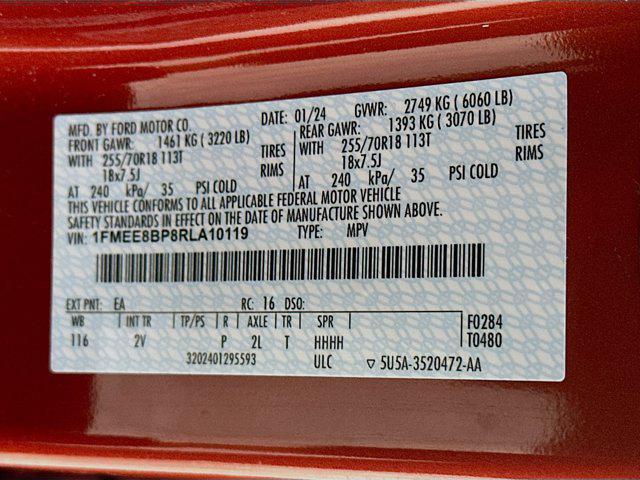 MFD. BY FORD MOTOR CO. DATE: 01/24 GVWR: 2749 KG ( 6060 LB)
FRONT GAWR: 1461 KG ( 3220 LB) REAR GAWR: 1393 KG ( 3070 LB)
WITH 255/70R18 113T TIRES WITH 255/70R18 113T TIRES
18x7.5J RIMS 18x7.5J RIMS
AT 240 kPa/ 35 PSI COLD AT 240 kPa/ 35 PSI COLD
THIS VEHICLE CONFORMS TO ALL APPLICABLE FEDERAL MOTOR VEHICLE
SAFETY STANDARDS IN EFFECT ON THE DATE OF MANUFACTURE SHOWN ABOVE.
VIN: 1FMEE8BP8RLA10119 TYPE: MPV
EXT PNT: EA RC: 16 DSO:
WB INT TR TP/PS R AXLE TR SPR F0284
116 2V P 2L T HHHH T0480
3202401295593 ULC ▽ 5U5A-3520472-AA